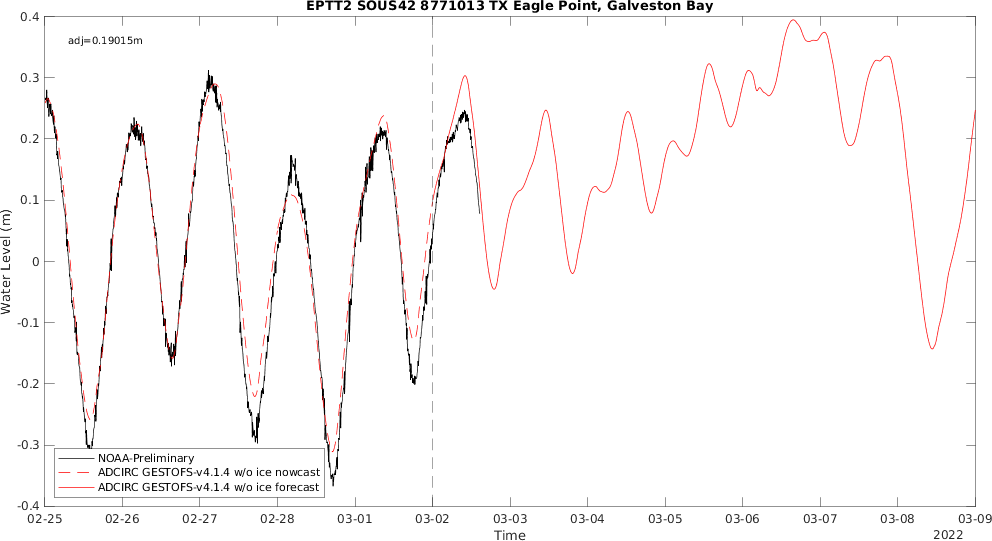 EPTT2 SOUS42 8771013 TX Eagle Point, Galveston Bay
adj=0.19015m
0.4
0.3
0.2
0.1
0
-0.1
-0.2
-0.3
-0.4
Water Level (m)
NOAA-Preliminary
ADCIRC GESTOFS-v4.1.4 w/o ice nowcast
ADCIRC GESTOFS-v4.1.4 w/o ice forecast
02-25 02-26 02-27 02-28 03-01 03-02 03-03 03-04 03-05 03-06 03-07 03-08 03-09
Time
2022